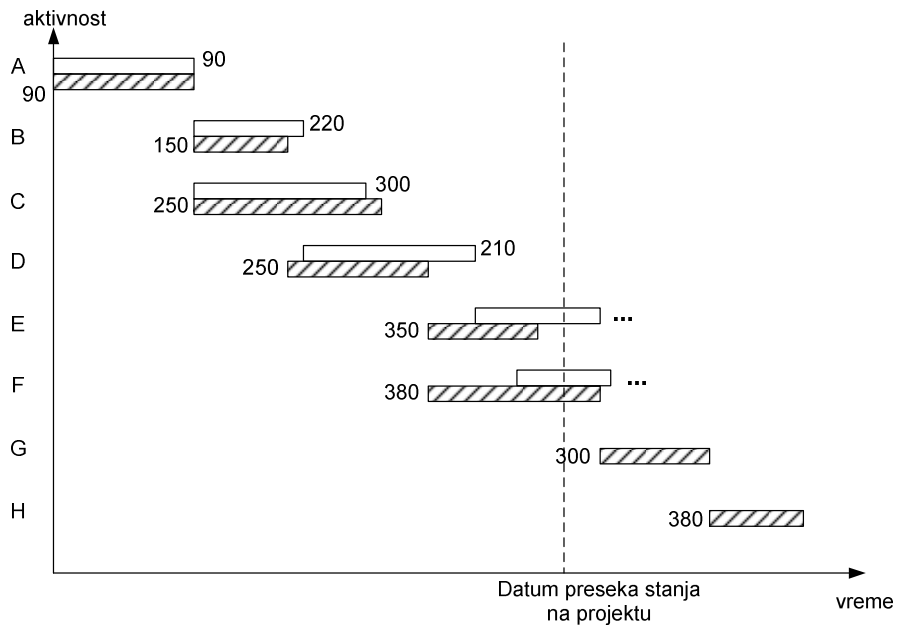 aktivnost
A 90
90
B 220
150
C 300
250
D 210
250
E ...
350
F ...
380
G
300
H 380
Datum preseka stanja
na projektu
vreme